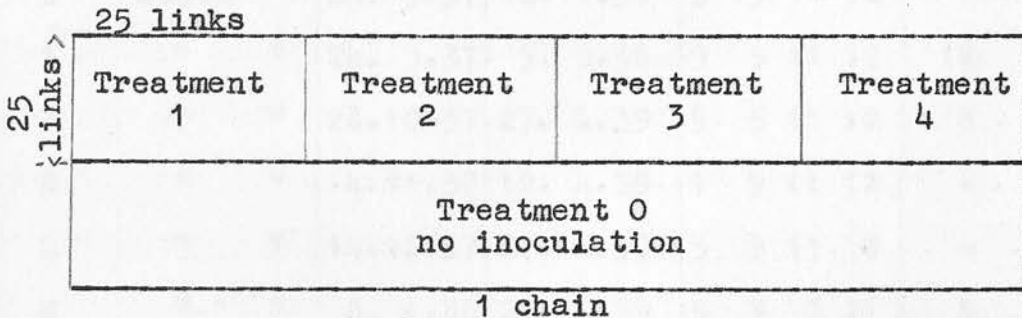 25 links
25
<links>
Treatment 1
Treatment 2
Treatment 3
Treatment 4
Treatment 0
no inoculation
1 chain